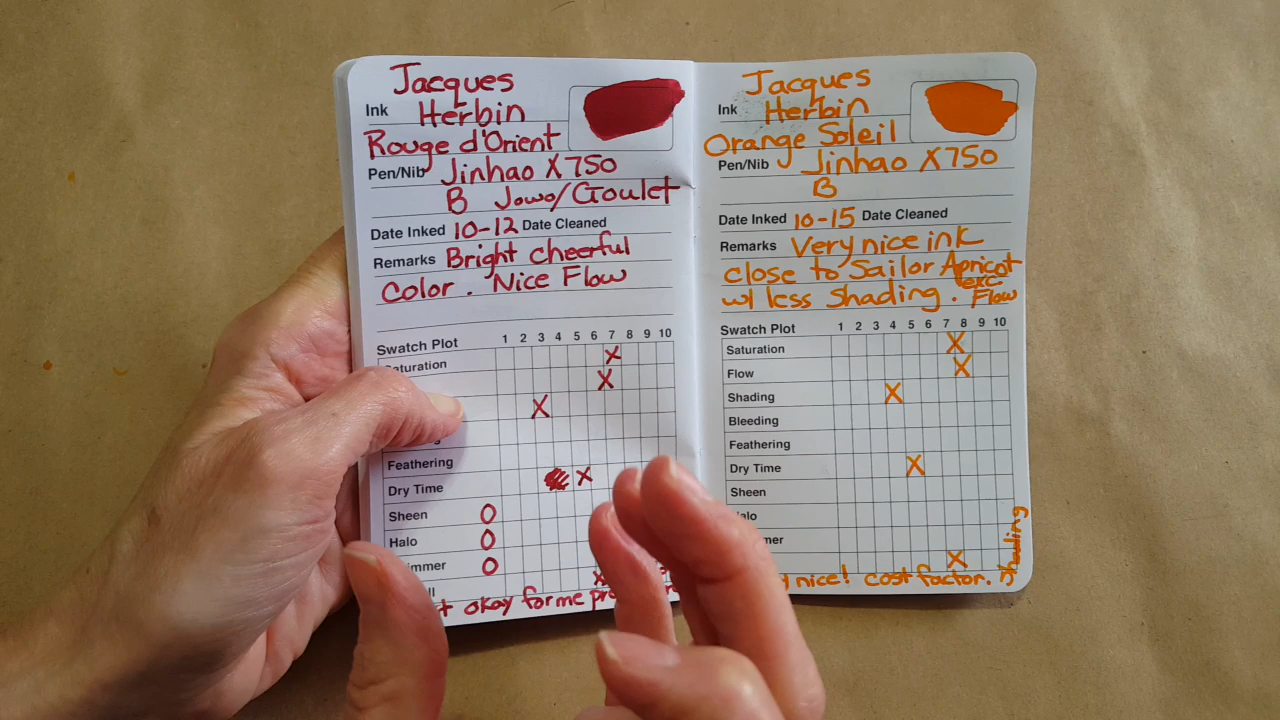 Jacques
Ink Herbin
Rouge d'Orient
Pen/Nib Jinhao X750
B Jowo/Goulet
Date Inked 10-12 Date Cleaned
Remarks Bright cheerful
color. Nice Flow
Swatch Plot 1 2 3 4 5 6 7 8 9 10
Saturation X
X
X
Feathering
Dry Time X
Sheen O
Halo O
O
okay for me
Jacques
Ink Herbin
Orange Soleil
Pen/Nib Jinhao X750
B
Date Inked 10-15 Date Cleaned
Remarks Very nice ink
close to Sailor Apricot
w/ less shading. exc. Flow
Swatch Plot 1 2 3 4 5 6 7 8 9 10
Saturation X
Flow X
Shading X
Bleeding
Feathering
Dry Time X
Sheen
X
nice! cost factor. shading